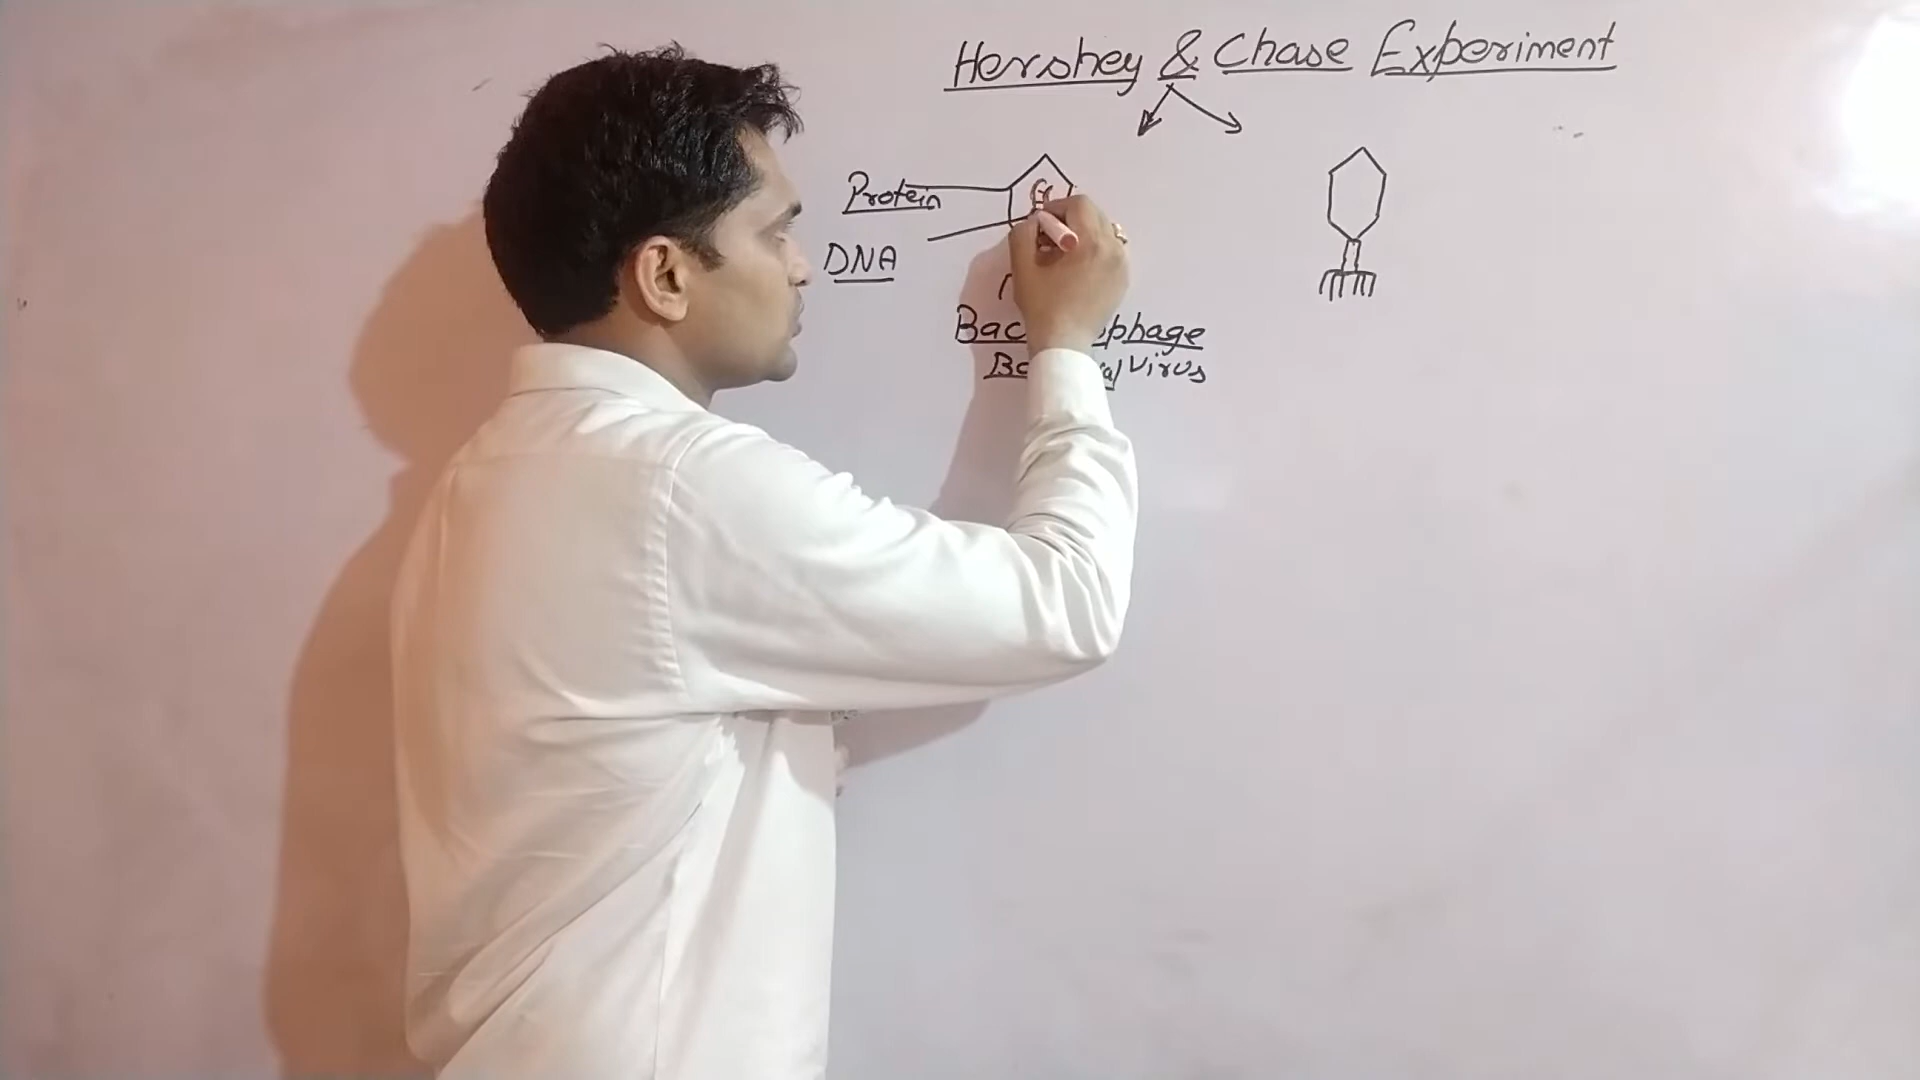 Hershey & Chase Experiment
Protein
DNA
Virus